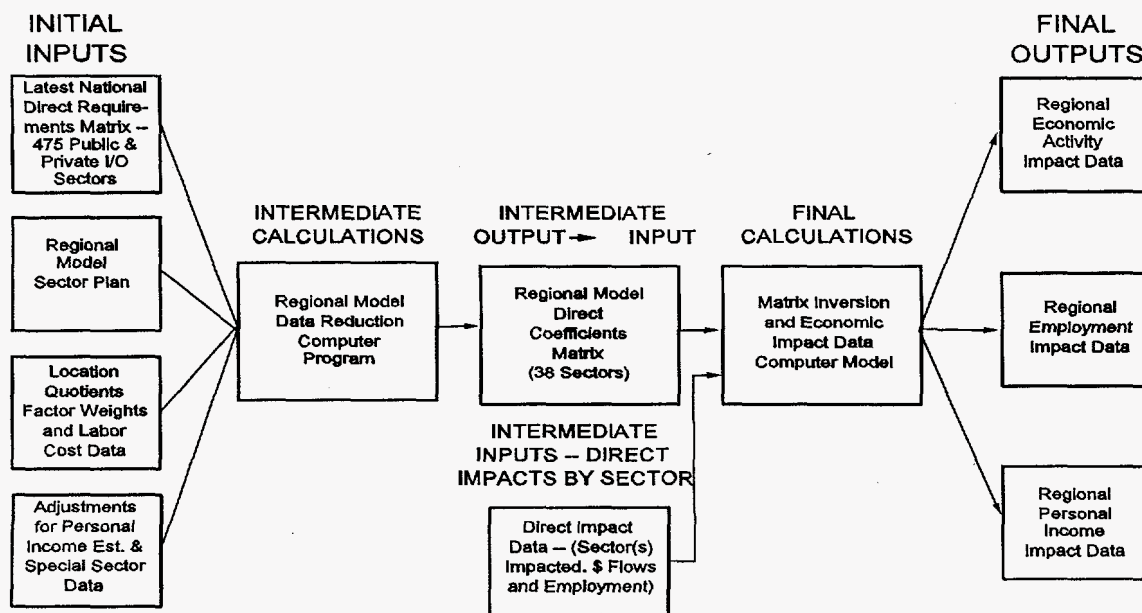 INITIAL
INPUTS
Latest National
Direct Require-
ments Matrix --
475 Public &
Private I/O
Sectors
Regional
Model
Sector Plan
Location
Quotients
Factor Weights
and Labor
Cost Data
Adjustments
for Personal
Income Est. &
Special Sector
Data
INTERMEDIATE
CALCULATIONS
Regional Model
Data Reduction
Computer
Program
INTERMEDIATE
OUTPUT → INPUT
Regional Model
Direct
Coefficients
Matrix
(38 Sectors)
INTERMEDIATE
INPUTS -- DIRECT
IMPACTS BY SECTOR
Direct Impact
Data -- (Sector(s)
Impacted. $ Flows
and Employment)
FINAL
CALCULATIONS
Matrix Inversion
and Economic
Impact Data
Computer Model
FINAL
OUTPUTS
Regional
Economic
Activity
Impact Data
Regional
Employment
Impact Data
Regional
Personal
Income
Impact Data